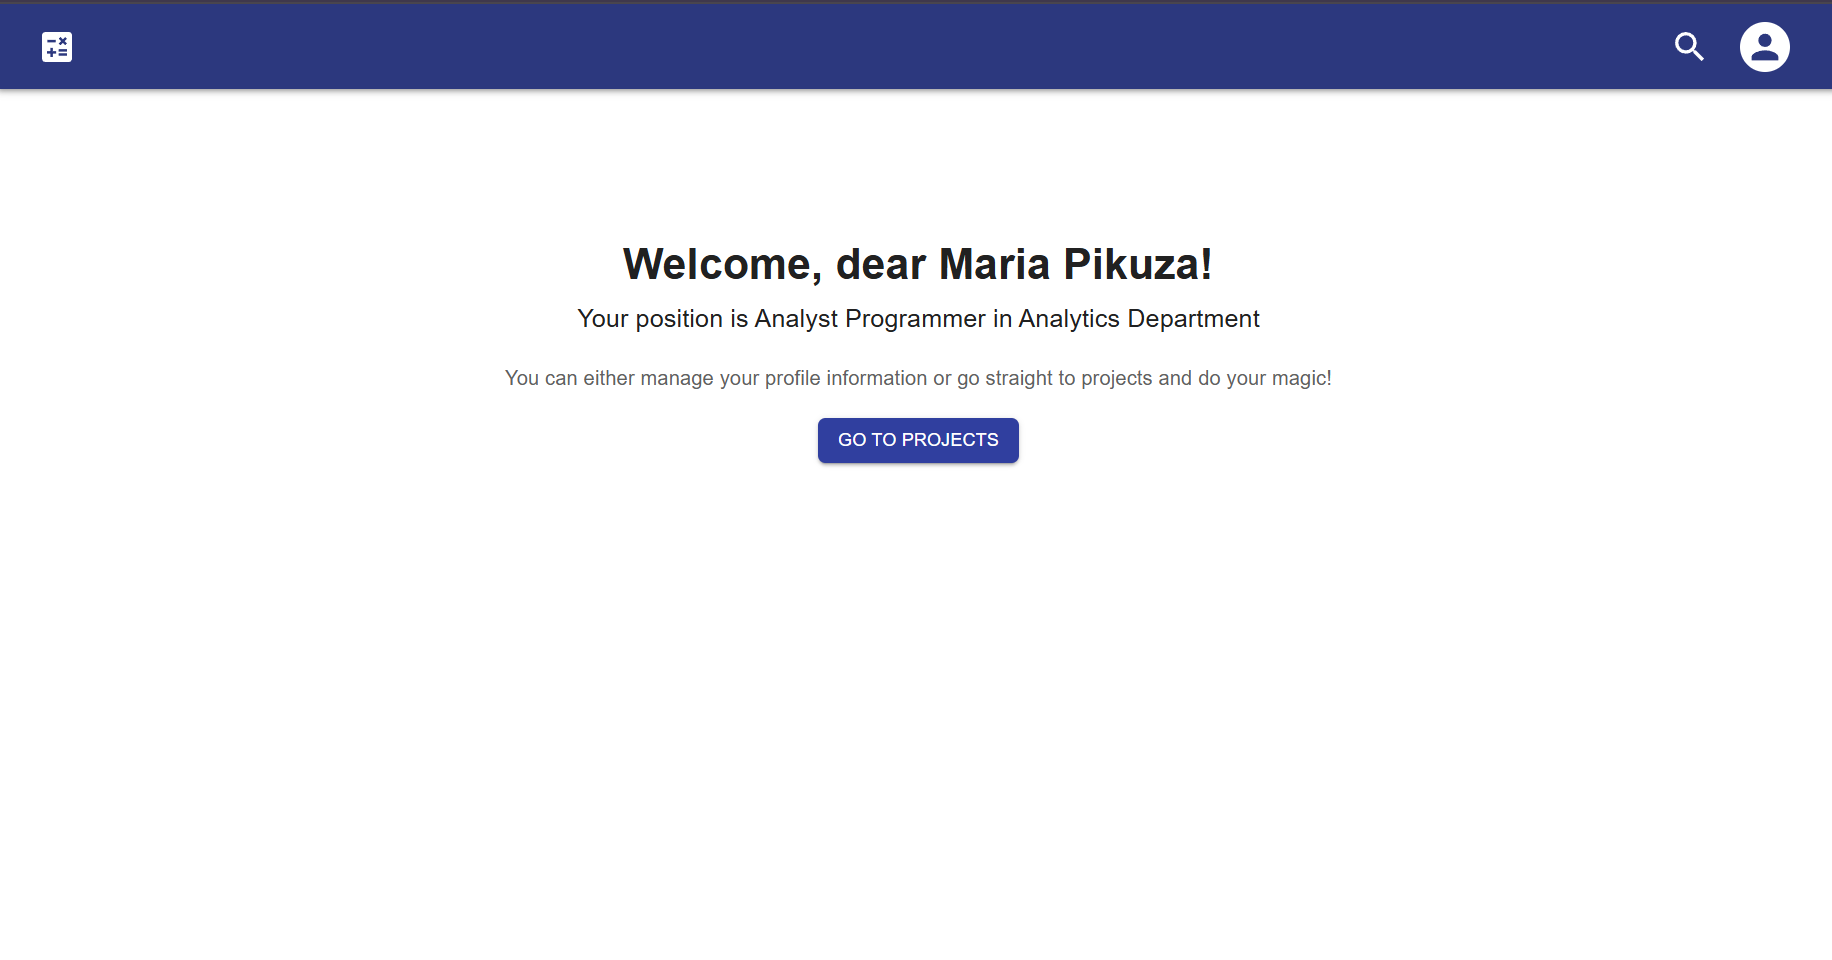 Welcome, dear Maria Pikuza!
Your position is Analyst Programmer in Analytics Department
You can either manage your profile information or go straight to projects and do your magic!
GO TO PROJECTS